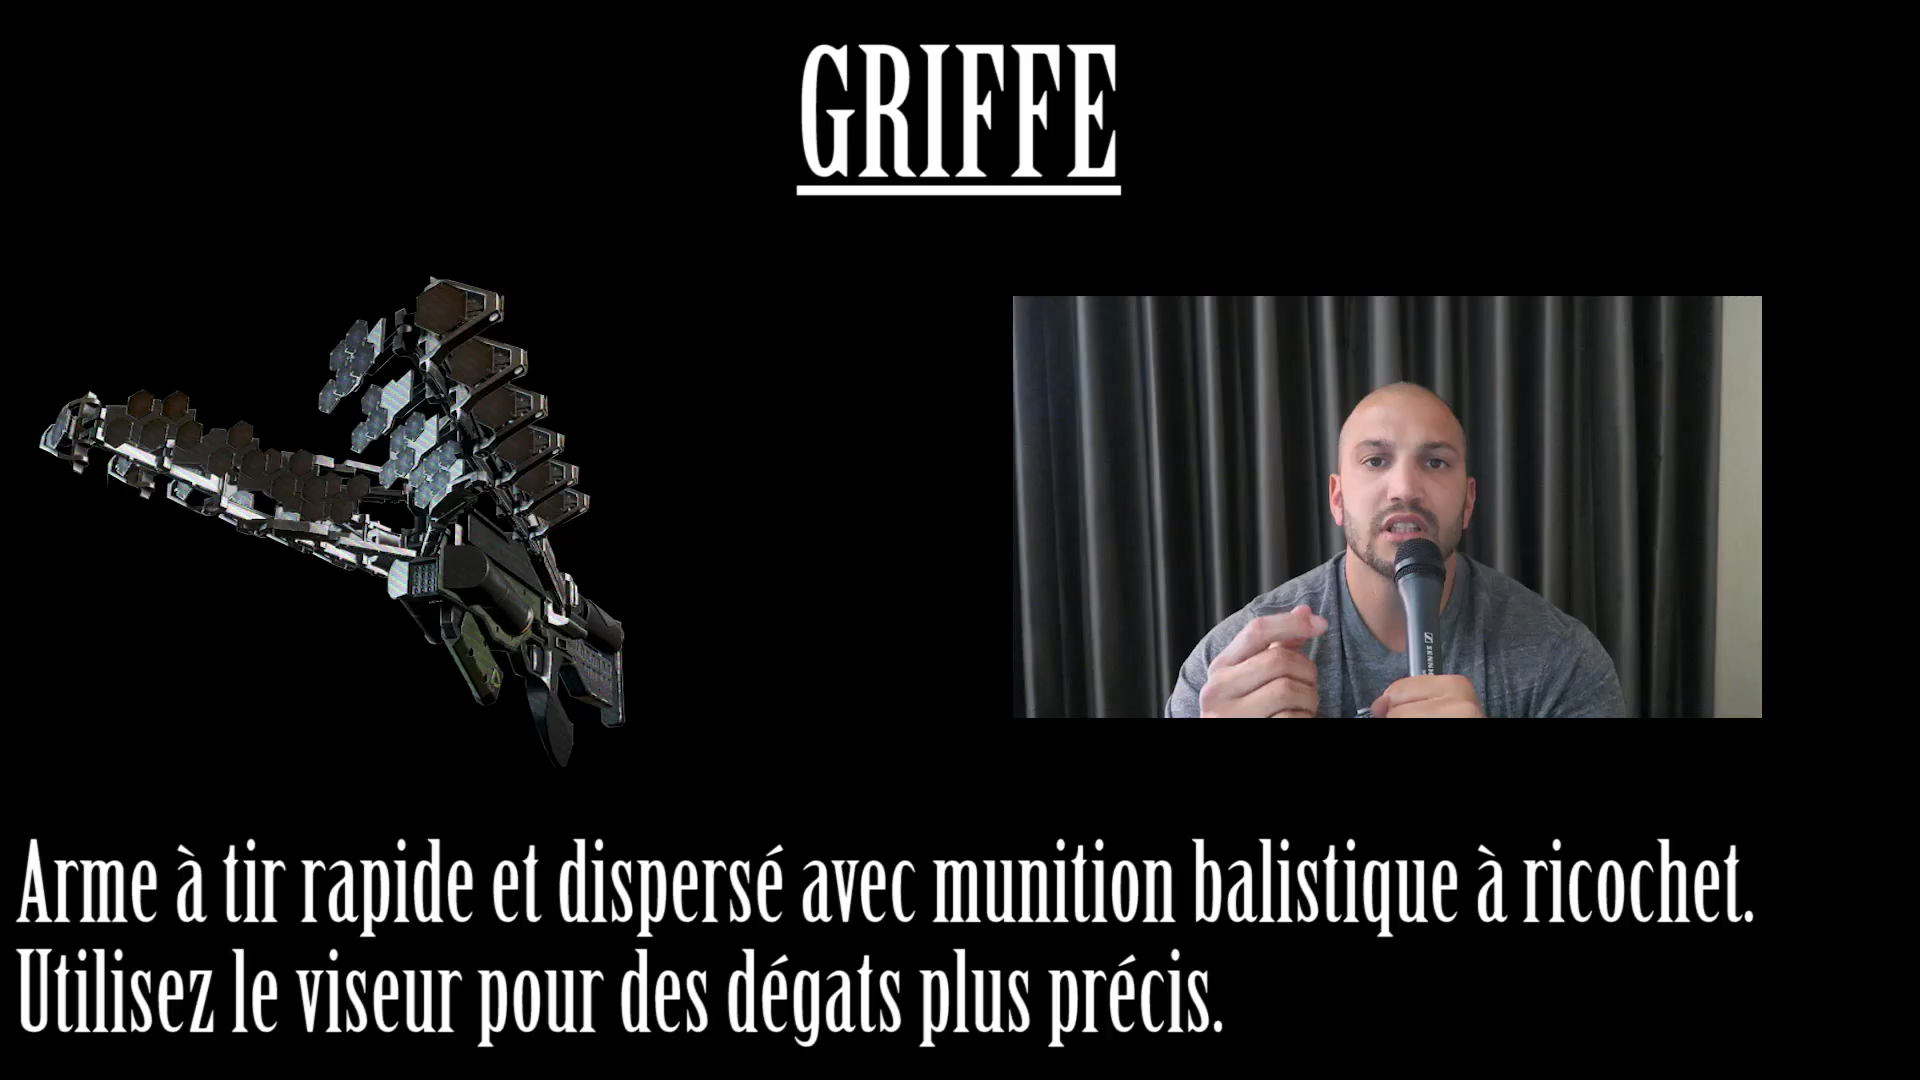 GRIFFE
Arme à tir rapide et dispersé avec munition balistique à ricochet.
Utilisez le viseur pour des dégats plus précis.